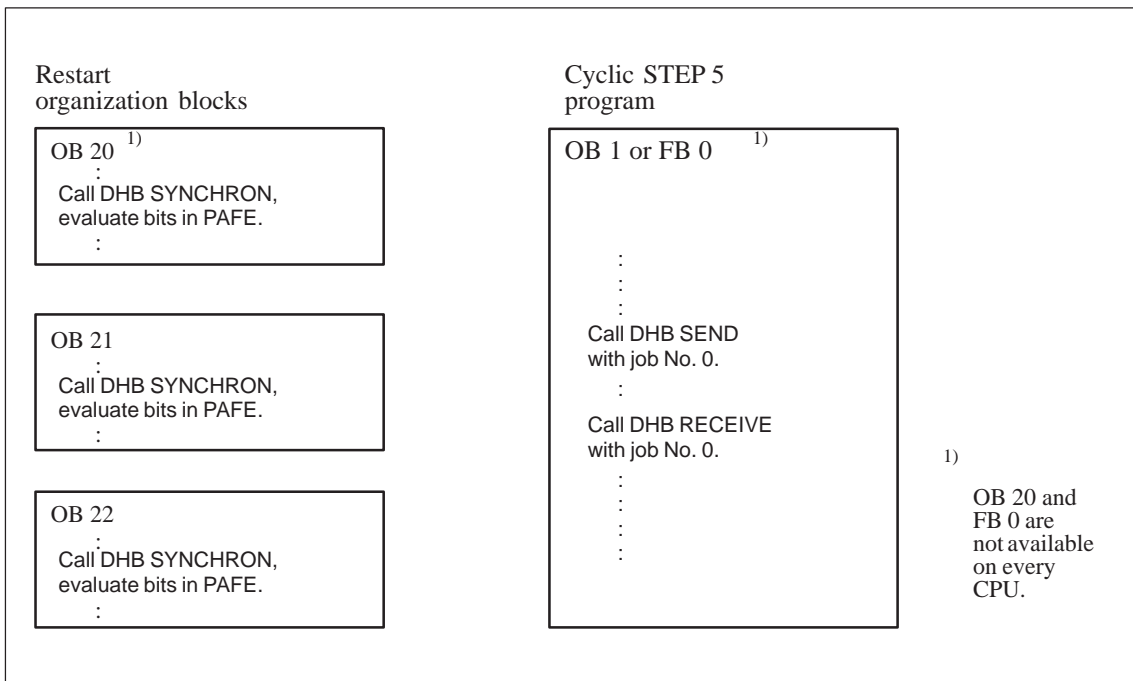 Restart
organization blocks
OB 20 1)
:
Call DHB SYNCHRON,
evaluate bits in PAFE.
:
OB 21
:
Call DHB SYNCHRON,
evaluate bits in PAFE.
:
OB 22
:
Call DHB SYNCHRON,
evaluate bits in PAFE.
:
Cyclic STEP 5
program
OB 1 or FB 0 1)
:
:
:
Call DHB SEND
with job No. 0.
:
Call DHB RECEIVE
with job No. 0.
:
:
:
:
1)
OB 20 and
FB 0 are
not available
on every
CPU.